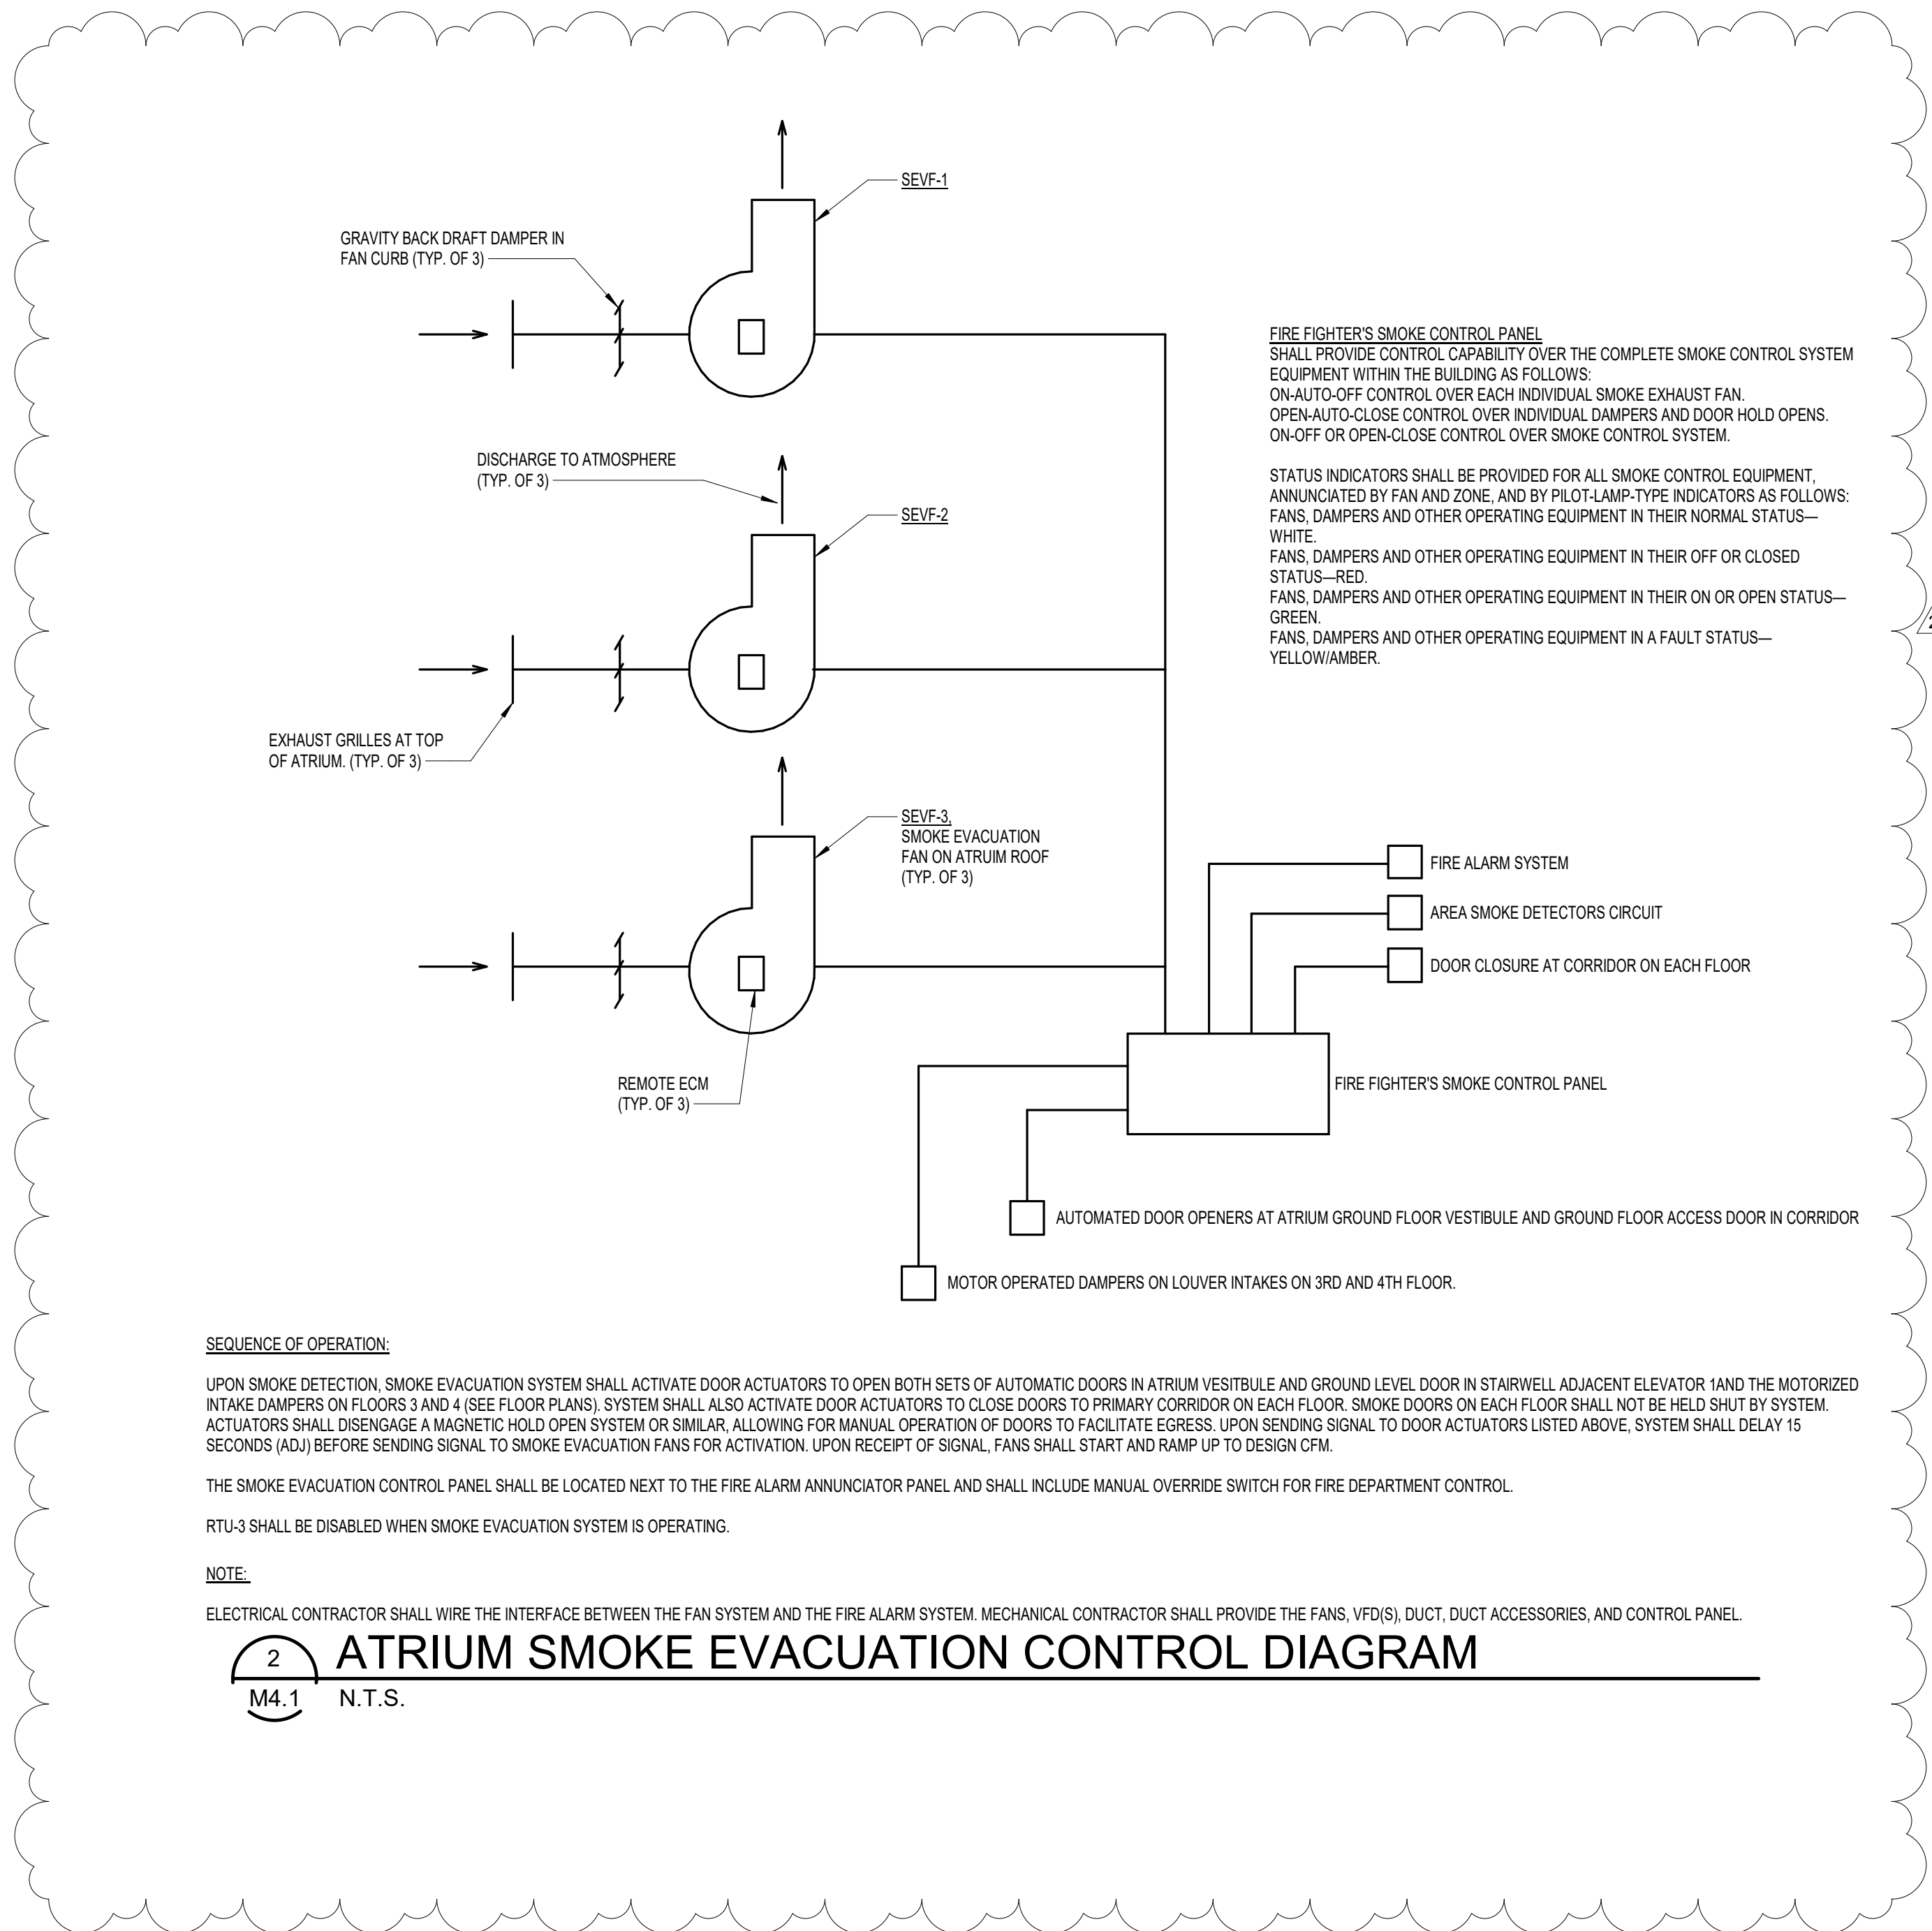 SEVF-1
GRAVITY BACK DRAFT DAMPER IN
FAN CURB (TYP. OF 3)
FIRE FIGHTER'S SMOKE CONTROL PANEL
SHALL PROVIDE CONTROL CAPABILITY OVER THE COMPLETE SMOKE CONTROL SYSTEM
EQUIPMENT WITHIN THE BUILDING AS FOLLOWS:
ON-AUTO-OFF CONTROL OVER EACH INDIVIDUAL SMOKE EXHAUST FAN.
OPEN-AUTO-CLOSE CONTROL OVER INDIVIDUAL DAMPERS AND DOOR HOLD OPENS.
ON-OFF OR OPEN-CLOSE CONTROL OVER SMOKE CONTROL SYSTEM.
STATUS INDICATORS SHALL BE PROVIDED FOR ALL SMOKE CONTROL EQUIPMENT,
ANNUNCIATED BY FAN AND ZONE, AND BY PILOT-LAMP-TYPE INDICATORS AS FOLLOWS:
FANS, DAMPERS AND OTHER OPERATING EQUIPMENT IN THEIR NORMAL STATUS—
WHITE.
FANS, DAMPERS AND OTHER OPERATING EQUIPMENT IN THEIR OFF OR CLOSED
STATUS—RED.
FANS, DAMPERS AND OTHER OPERATING EQUIPMENT IN THEIR ON OR OPEN STATUS—
GREEN.
FANS, DAMPERS AND OTHER OPERATING EQUIPMENT IN A FAULT STATUS—
YELLOW/AMBER.
2
DISCHARGE TO ATMOSPHERE
(TYP. OF 3)
SEVF-2
EXHAUST GRILLES AT TOP
OF ATRIUM. (TYP. OF 3)
SEVF-3,
SMOKE EVACUATION
FAN ON ATRUIM ROOF
(TYP. OF 3)
FIRE ALARM SYSTEM
AREA SMOKE DETECTORS CIRCUIT
DOOR CLOSURE AT CORRIDOR ON EACH FLOOR
REMOTE ECM
(TYP. OF 3)
FIRE FIGHTER'S SMOKE CONTROL PANEL
AUTOMATED DOOR OPENERS AT ATRIUM GROUND FLOOR VESTIBULE AND GROUND FLOOR ACCESS DOOR IN CORRIDOR
MOTOR OPERATED DAMPERS ON LOUVER INTAKES ON 3RD AND 4TH FLOOR.
SEQUENCE OF OPERATION:
UPON SMOKE DETECTION, SMOKE EVACUATION SYSTEM SHALL ACTIVATE DOOR ACTUATORS TO OPEN BOTH SETS OF AUTOMATIC DOORS IN ATRIUM VESITBULE AND GROUND LEVEL DOOR IN STAIRWELL ADJACENT ELEVATOR 1AND THE MOTORIZED
INTAKE DAMPERS ON FLOORS 3 AND 4 (SEE FLOOR PLANS). SYSTEM SHALL ALSO ACTIVATE DOOR ACTUATORS TO CLOSE DOORS TO PRIMARY CORRIDOR ON EACH FLOOR. SMOKE DOORS ON EACH FLOOR SHALL NOT BE HELD SHUT BY SYSTEM.
ACTUATORS SHALL DISENGAGE A MAGNETIC HOLD OPEN SYSTEM OR SIMILAR, ALLOWING FOR MANUAL OPERATION OF DOORS TO FACILITATE EGRESS. UPON SENDING SIGNAL TO DOOR ACTUATORS LISTED ABOVE, SYSTEM SHALL DELAY 15
SECONDS (ADJ) BEFORE SENDING SIGNAL TO SMOKE EVACUATION FANS FOR ACTIVATION. UPON RECEIPT OF SIGNAL, FANS SHALL START AND RAMP UP TO DESIGN CFM.
THE SMOKE EVACUATION CONTROL PANEL SHALL BE LOCATED NEXT TO THE FIRE ALARM ANNUNCIATOR PANEL AND SHALL INCLUDE MANUAL OVERRIDE SWITCH FOR FIRE DEPARTMENT CONTROL.
RTU-3 SHALL BE DISABLED WHEN SMOKE EVACUATION SYSTEM IS OPERATING.
NOTE:
ELECTRICAL CONTRACTOR SHALL WIRE THE INTERFACE BETWEEN THE FAN SYSTEM AND THE FIRE ALARM SYSTEM. MECHANICAL CONTRACTOR SHALL PROVIDE THE FANS, VFD(S), DUCT, DUCT ACCESSORIES, AND CONTROL PANEL.
2 ATRIUM SMOKE EVACUATION CONTROL DIAGRAM
M4.1 N.T.S.